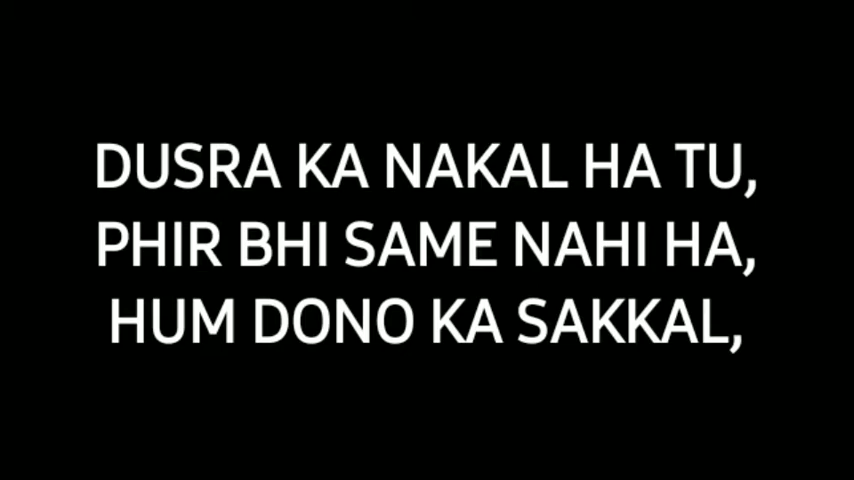 DUSRA KA NAKAL HA TU,
PHIR BHI SAME NAHI HA,
HUM DONO KA SAKKAL,